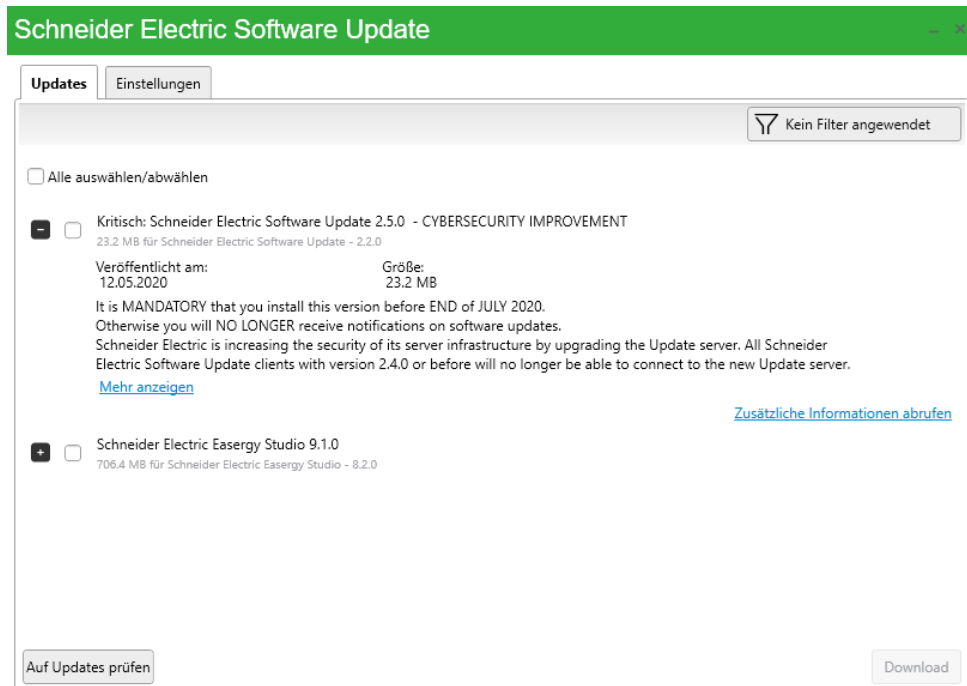 Schneider Electric Software Update
Updates
Einstellungen
Kein Filter angewendet
Alle auswählen/abwählen
Kritisch: Schneider Electric Software Update 2.5.0 - CYBERSECURITY IMPROVEMENT
23.2 MB für Schneider Electric Software Update - 2.2.0
Veröffentlicht am: Größe:
12.05.2020 23.2 MB
It is MANDATORY that you install this version before END of JULY 2020.
Otherwise you will NO LONGER receive notifications on software updates.
Schneider Electric is increasing the security of its server infrastructure by upgrading the Update server. All Schneider
Electric Software Update clients with version 2.4.0 or before will no longer be able to connect to the new Update server.
Mehr anzeigen
Zusätzliche Informationen abrufen
Schneider Electric Easergy Studio 9.1.0
706.4 MB für Schneider Electric Easergy Studio - 8.2.0
Auf Updates prüfen
Download